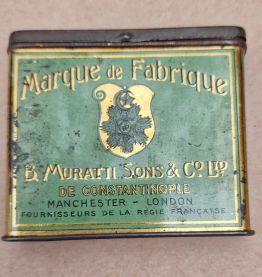 Marque de Fabrique
B. Muratti Sons & Co Ltd
DE CONSTANTINOPLE
MANCHESTER - LONDON
FOURNISSEURS DE LA RÉGIE FRANÇAISE